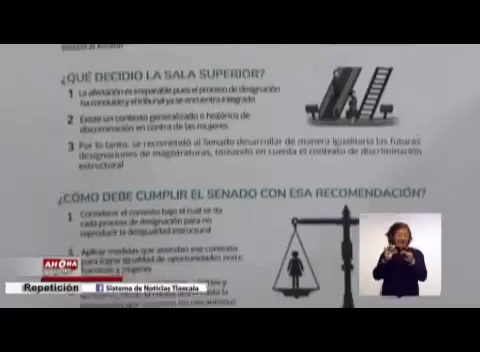 ¿QUÉ DECIDIO LA SALA SUPERIOR?
1 La afectación es irreparable pues el proceso de designación
ha concluido y el tribunal ya se encuentra integrado
2 Existe un contexto generalizado e histórico de
discriminación en contra de las mujeres.
3 Por lo tanto, se recomendó al Senado desarrollar de manera igualitaria las futuras
designaciones de magistraturas, tomando en cuenta el contexto de discriminación
estructural
¿CÓMO DEBE CUMPLIR EL SENADO CON ESA RECOMENDACIÓN?
1 Considerar el contexto bajo el cual se da
cada proceso de designación para no
reproducir la desigualdad estructural
Aplicar medidas que atiendan ese contexto
para lograr igualdad de oportunidades entre
hombres y mujeres
AHORA
Repetición
f Sistema de Noticias Tlaxcala